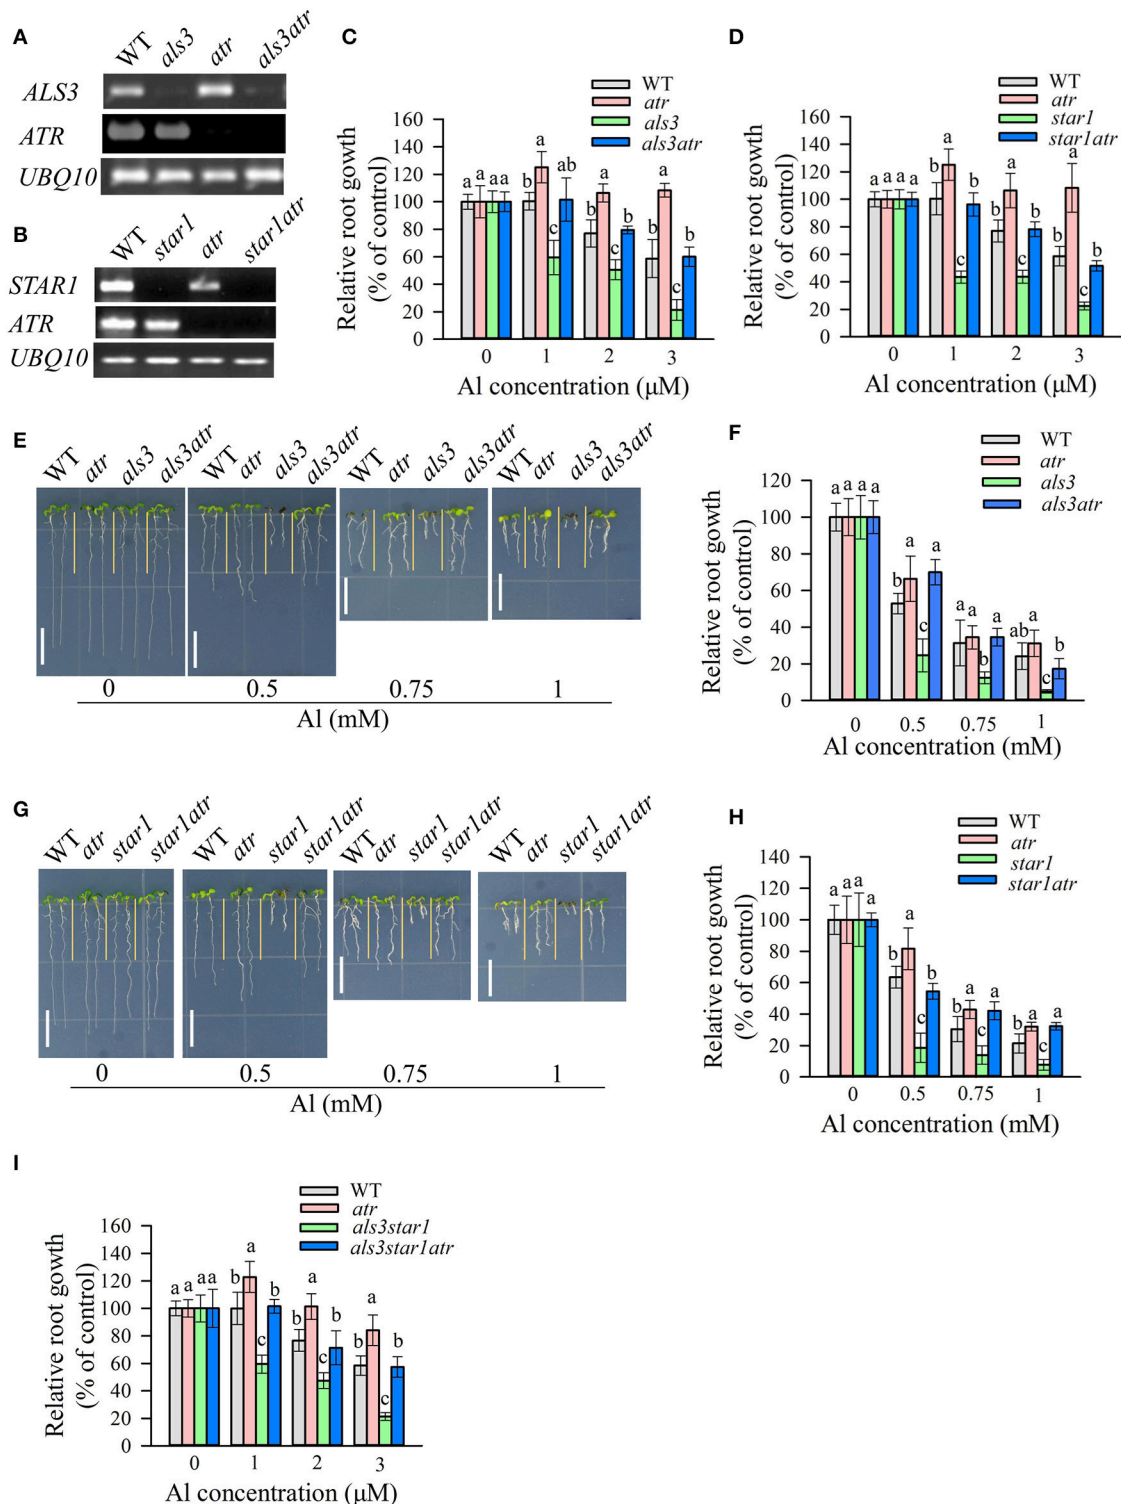 A
WT als3 atr als3atr
ALS3
ATR
UBQ10
B
WT star1 atr star1atr
STAR1
ATR
UBQ10
C
WT
atr
als3
als3atr
Relative root gowth
(% of control)
160
140
120
100
80
60
40
20
0
a a a a
b a c ab
b a c b
b a c b
0 1 2 3
Al concentration (μM)
D
WT
atr
star1
star1atr
Relative root gowth
(% of control)
160
140
120
100
80
60
40
20
0
a a a a
b a c b
b a c b
b a c b
0 1 2 3
Al concentration (μM)
E
WT atr als3 als3atr WT atr als3 als3atr WT atr als3 als3atr WT atr als3 als3atr
0 0.5 0.75 1
Al (mM)
F
WT
atr
als3
als3atr
Relative root gowth
(% of control)
120
100
80
60
40
20
0
a a a a
b a c a
a a b a
ab a c b
0 0.5 0.75 1
Al concentration (mM)
G
WT atr star1 star1atr WT atr star1 star1atr WT atr star1 star1atr WT atr star1 star1atr
0 0.5 0.75 1
Al (mM)
H
WT
atr
star1
star1atr
Relative root gowth
(% of control)
140
120
100
80
60
40
20
0
a a a a
b a c b
b a c a
b a c a
0 0.5 0.75 1
Al concentration (mM)
I
WT
atr
als3star1
als3star1atr
Relative root gowth
(% of control)
160
140
120
100
80
60
40
20
0
a a a a
b a c b
b a c b
b a c b
0 1 2 3
Al concentration (μM)